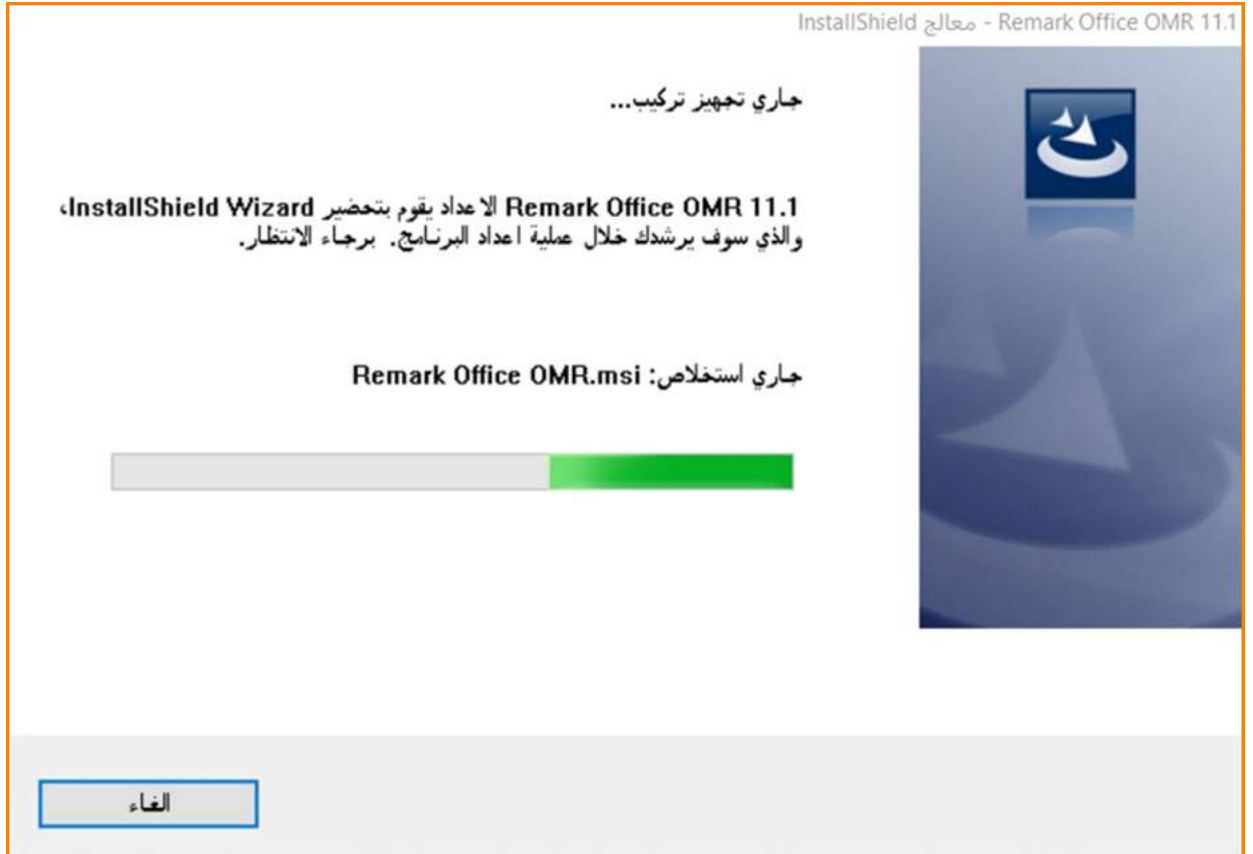 Remark Office OMR 11.1 - معالج InstallShield
جاري تجهيز تركيب...
Remark Office OMR 11.1 الاعداد يقوم بتحضير InstallShield Wizard،
والذي سوف يرشدك خلال عملية اعداد البرنامج. برجاء الانتظار.
جاري استخلاص: Remark Office OMR.msi
الغاء